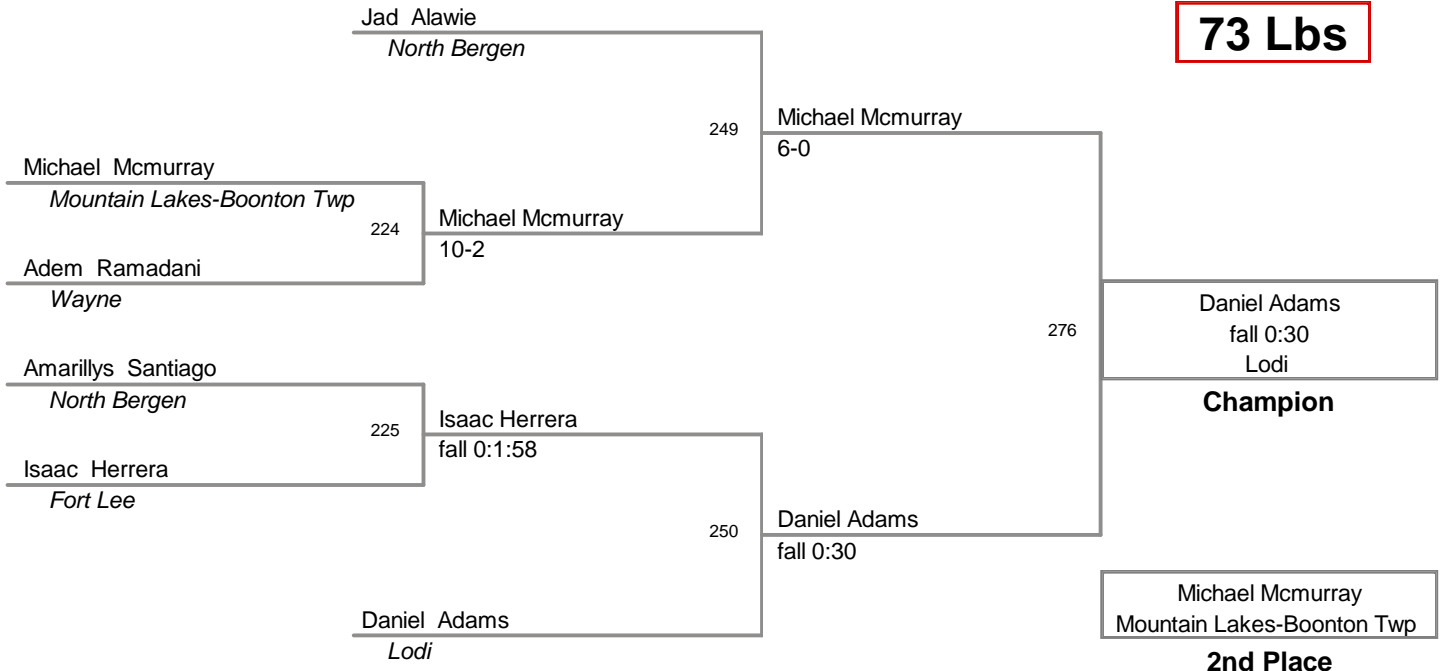 Jad Alawie
North Bergen
73 Lbs
249
Michael Mcmurray
6-0
Michael Mcmurray
Mountain Lakes-Boonton Twp
224
Michael Mcmurray
10-2
Adem Ramadani
Wayne
276
Daniel Adams
fall 0:30
Lodi
Champion
Amarillys Santiago
North Bergen
225
Isaac Herrera
fall 0:1:58
Isaac Herrera
Fort Lee
250
Daniel Adams
fall 0:30
Daniel Adams
Lodi
Michael Mcmurray
Mountain Lakes-Boonton Twp
2nd Place